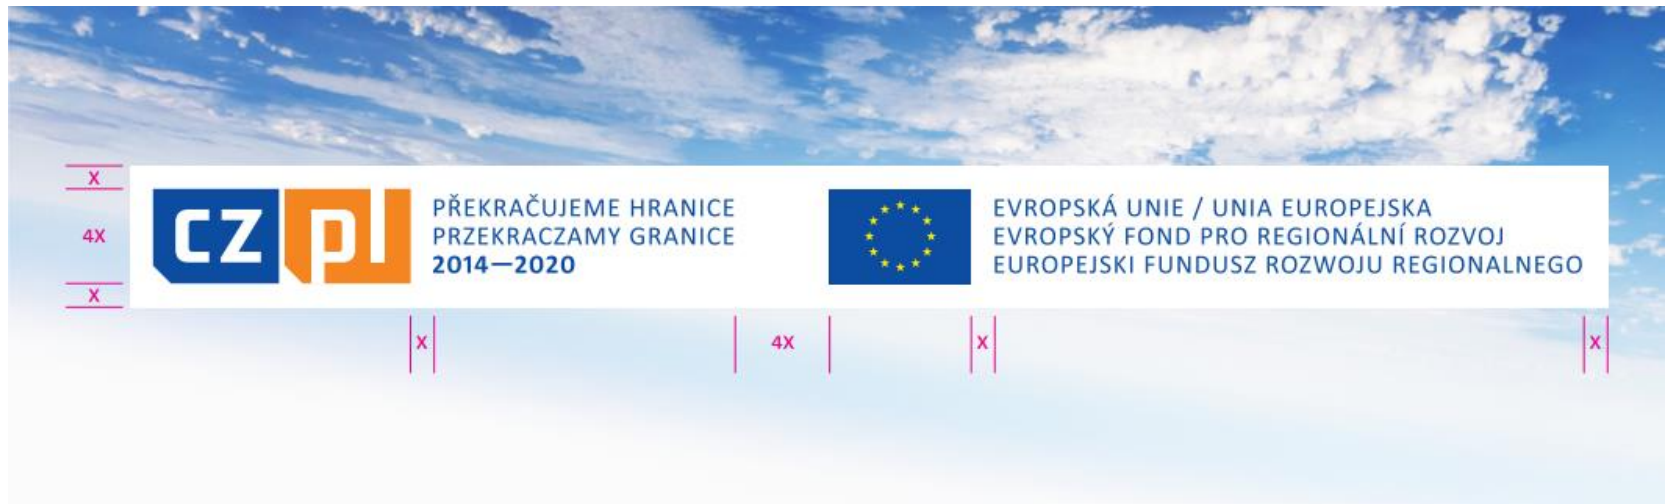 X
4X
X
cz pl
PŘEKRAČUJEME HRANICE
PRZEKRACZAMY GRANICE
2014—2020
EVROPSKÁ UNIE / UNIA EUROPEJSKA
EVROPSKÝ FOND PRO REGIONÁLNÍ ROZVOJ
EUROPEJSKI FUNDUSZ ROZWOJU REGIONALNEGO
X
4X
X
X